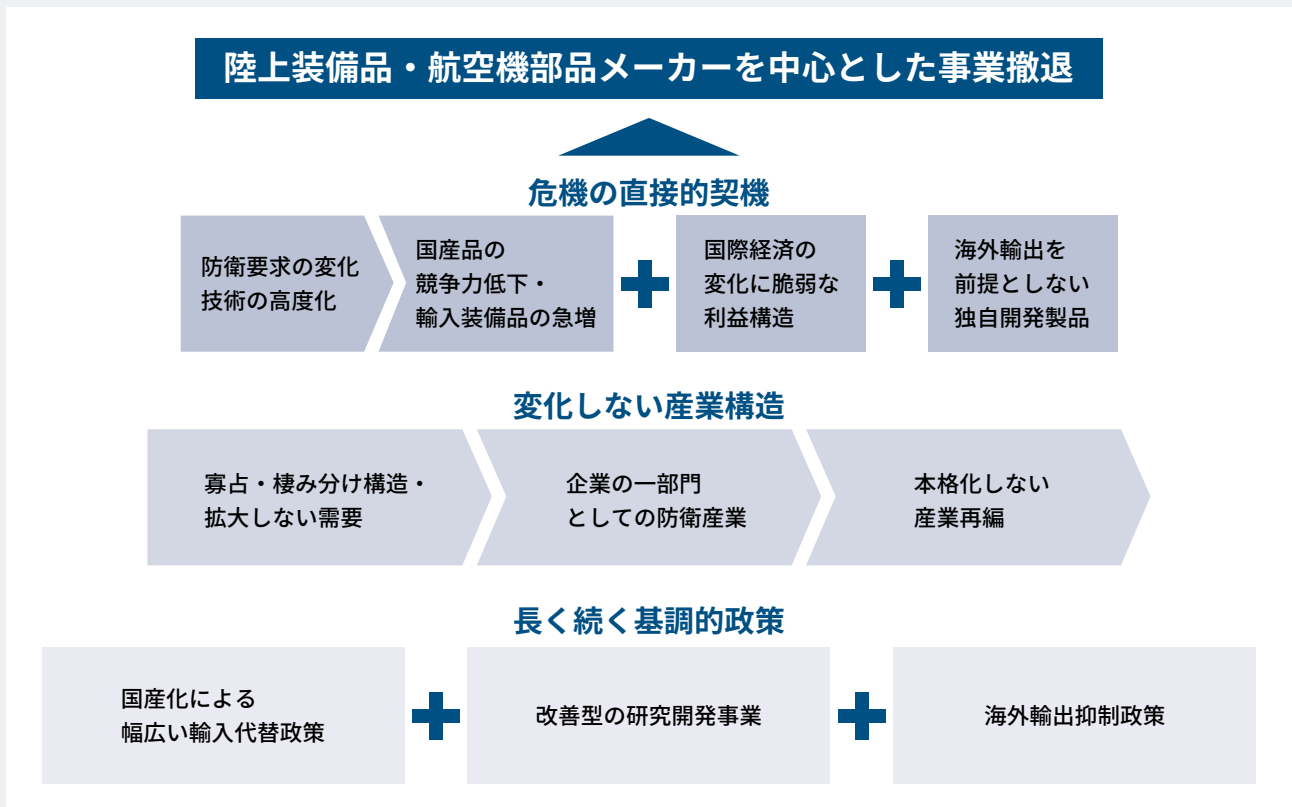 陸上装備品・航空機部品メーカーを中心とした事業撤退
危機の直接的契機
防衛要求の変化
技術の高度化
国産品の
競争力低下・
輸入装備品の急増
国際経済の
変化に脆弱な
利益構造
海外輸出を
前提としない
独自開発製品
変化しない産業構造
寡占・棲み分け構造・
拡大しない需要
企業の一部門
としての防衛産業
本格化しない
産業再編
長く続く基調的政策
国産化による
幅広い輸入代替政策
改善型の研究開発事業
海外輸出抑制政策